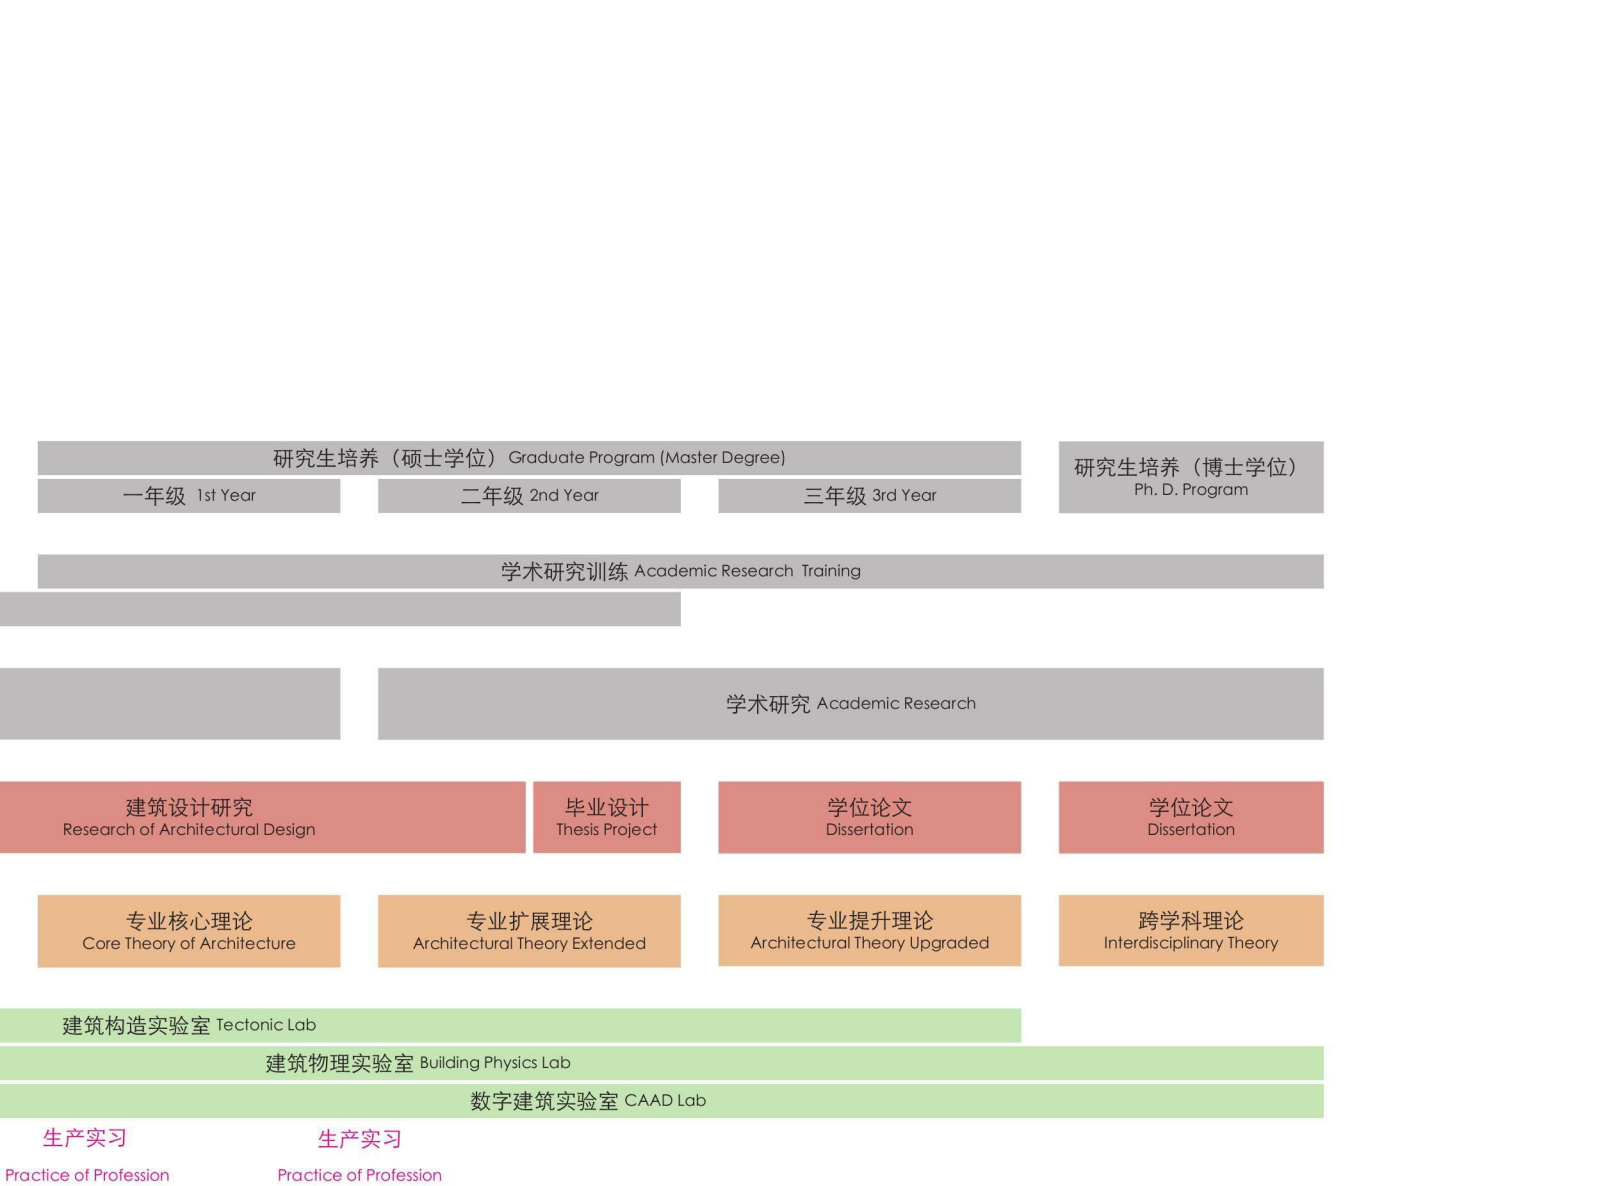 研究生培养（硕士学位）Graduate Program (Master Degree)
研究生培养（博士学位）
Ph. D. Program
一年级 1st Year
二年级 2nd Year
三年级 3rd Year
学术研究训练 Academic Research Training
学术研究 Academic Research
建筑设计研究
Research of Architectural Design
毕业设计
Thesis Project
学位论文
Dissertation
学位论文
Dissertation
专业核心理论
Core Theory of Architecture
专业扩展理论
Architectural Theory Extended
专业提升理论
Architectural Theory Upgraded
跨学科理论
Interdisciplinary Theory
建筑构造实验室 Tectonic Lab
建筑物理实验室 Building Physics Lab
数字建筑实验室 CAAD Lab
生产实习
Practice of Profession
生产实习
Practice of Profession